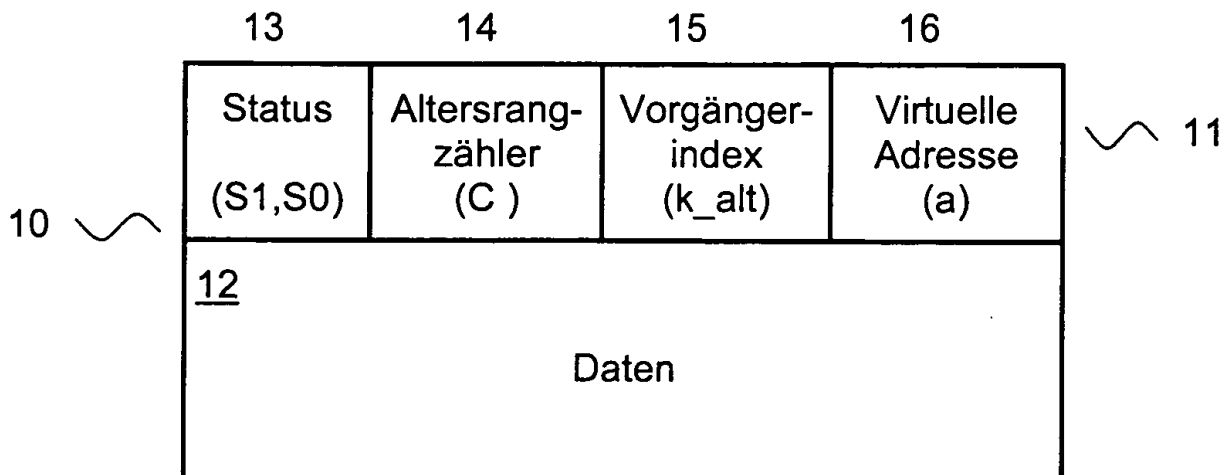 13 14 15 16
Status Altersrang- Vorgänger- Virtuelle
zähler index Adresse
(S1,S0) (C ) (k_alt) (a)
11
10
12
Daten